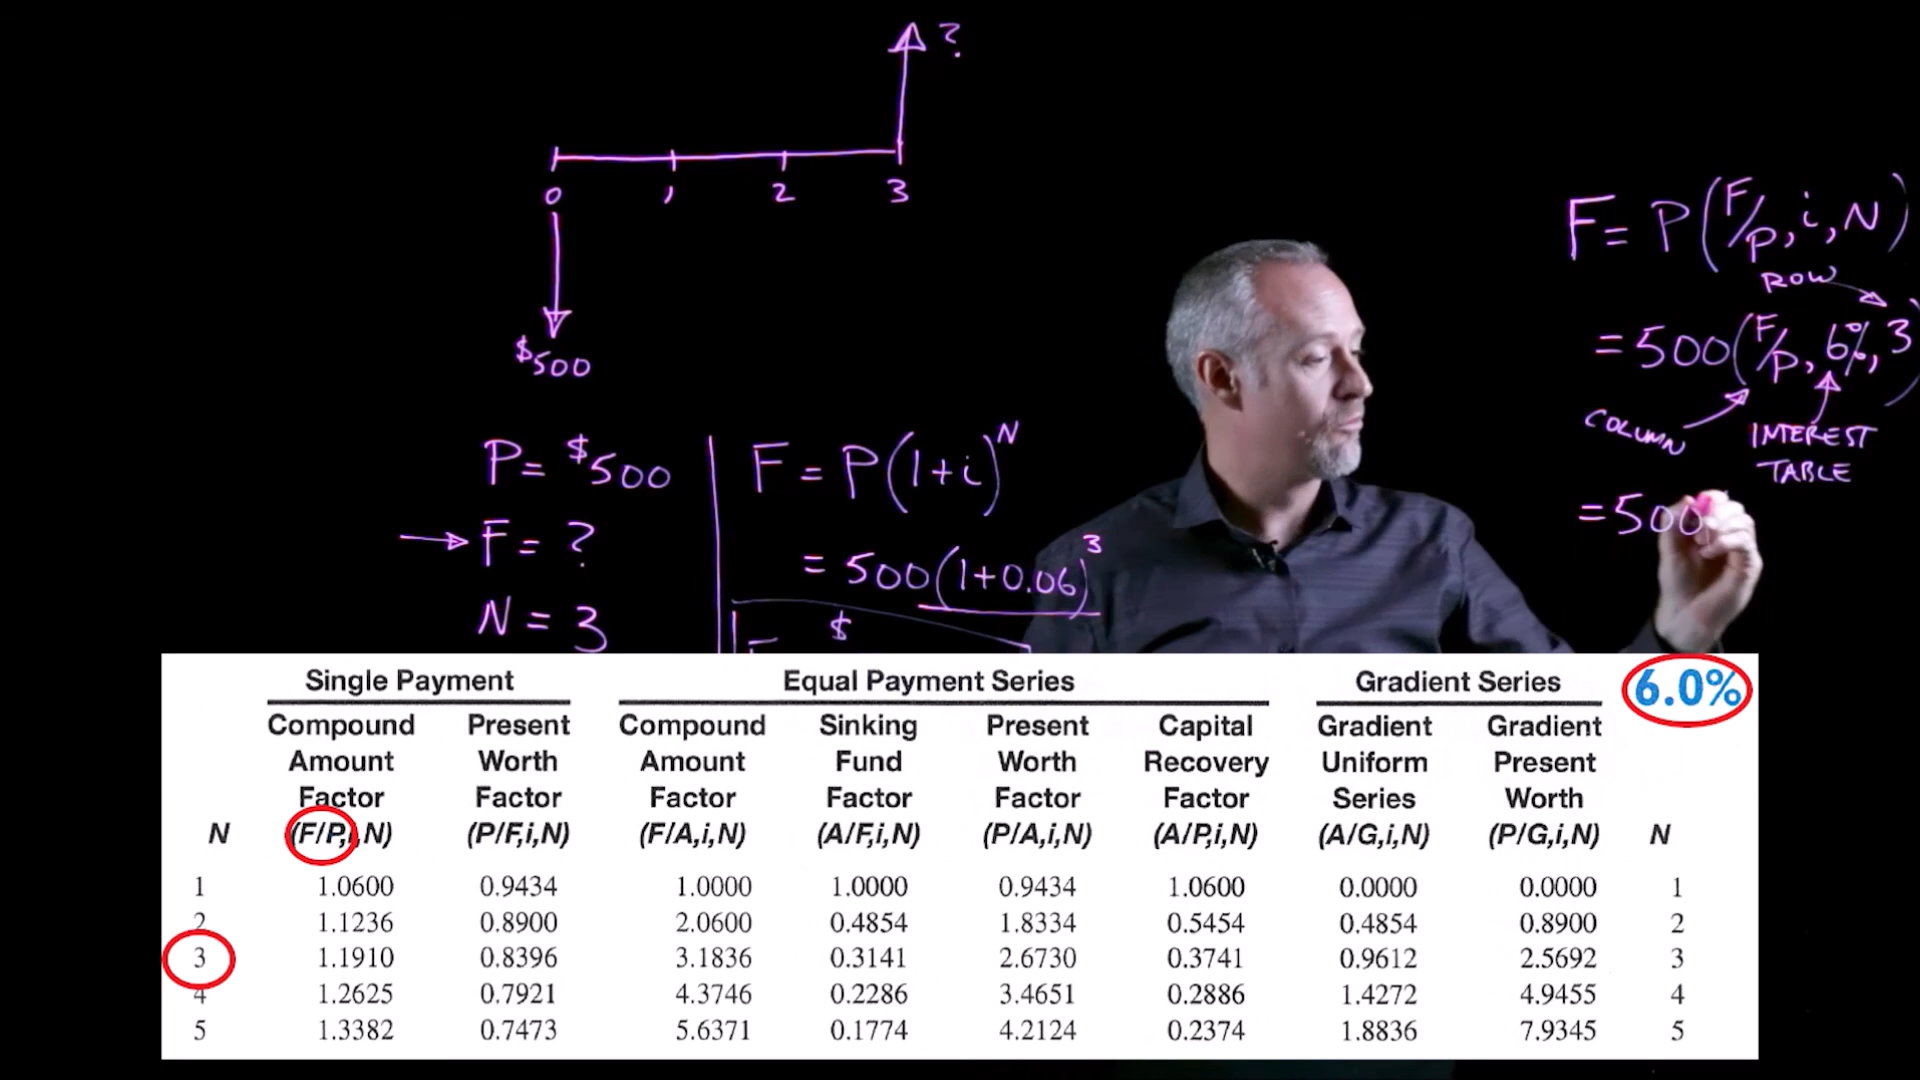 ?
0 1 2 3
$500
P = $500
→ F = ?
N = 3
F = P(1+i)^N
= 500(1+0.06)^3
$
F = P(F/P, i, N)
ROW
= 500(F/P, 6%, 3)
COLUMN
INTEREST
TABLE
= 500
Single Payment Equal Payment Series Gradient Series 6.0%
Compound Present Compound Sinking Present Capital Gradient Gradient
Amount Worth Amount Fund Worth Recovery Uniform Present
Factor Factor Factor Factor Factor Factor Series Worth
N (F/P,i,N) (P/F,i,N) (F/A,i,N) (A/F,i,N) (P/A,i,N) (A/P,i,N) (A/G,i,N) (P/G,i,N) N
1 1.0600 0.9434 1.0000 1.0000 0.9434 1.0600 0.0000 0.0000 1
2 1.1236 0.8900 2.0600 0.4854 1.8334 0.5454 0.4854 0.8900 2
3 1.1910 0.8396 3.1836 0.3141 2.6730 0.3741 0.9612 2.5692 3
4 1.2625 0.7921 4.3746 0.2286 3.4651 0.2886 1.4272 4.9455 4
5 1.3382 0.7473 5.6371 0.1774 4.2124 0.2374 1.8836 7.9345 5